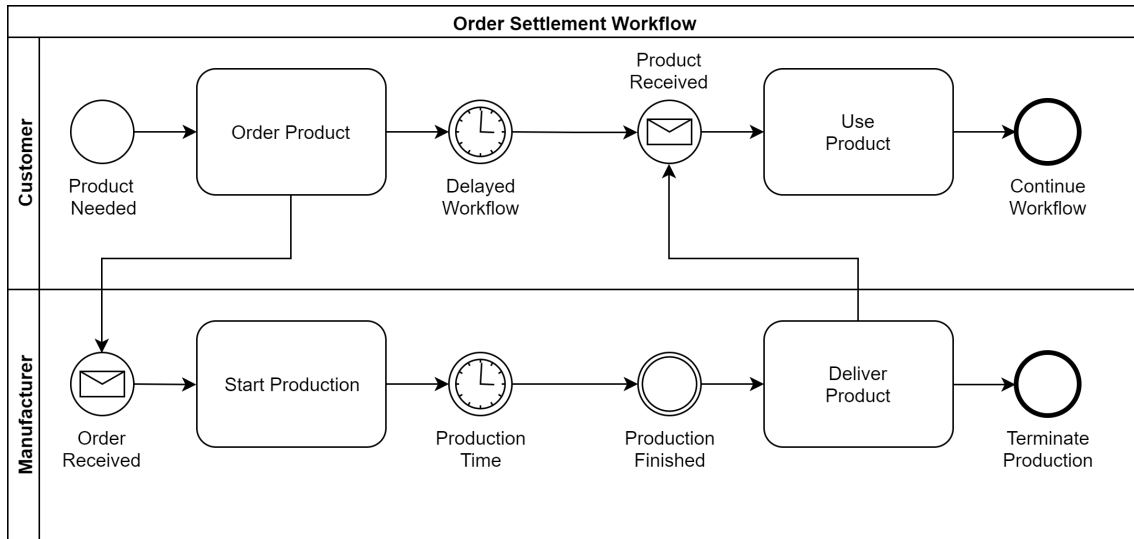 Order Settlement Workflow
Customer
Product
Needed
Order Product
Delayed
Workflow
Product
Received
Use
Product
Continue
Workflow
Manufacturer
Order
Received
Start Production
Production
Time
Production
Finished
Deliver
Product
Terminate
Production